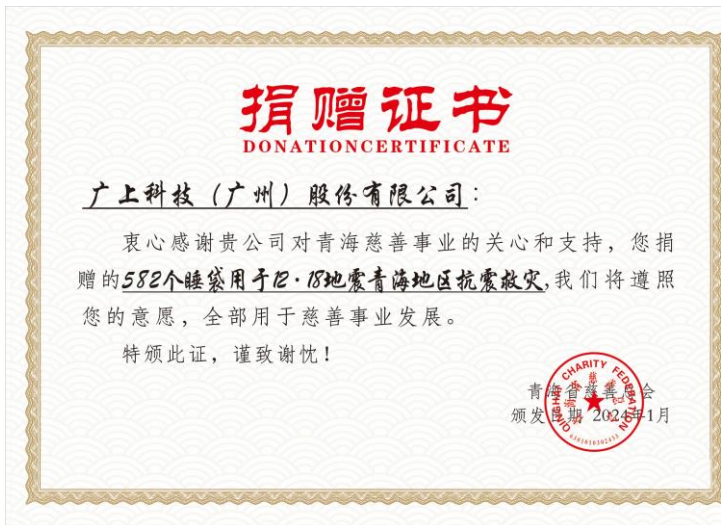 捐赠证书
DONATIONCERTIFICATE
广上科技（广州）股份有限公司：
衷心感谢贵公司对青海慈善事业的关心和支持，您捐
赠的582个睡袋用于12·18地震青海地区抗震救灾,我们将遵照
您的意愿，全部用于慈善事业发展。
特颁此证，谨致谢忱！
青海省慈善总会
颁发日期 2024年1月
QINGHAI CHARITY FEDERATION